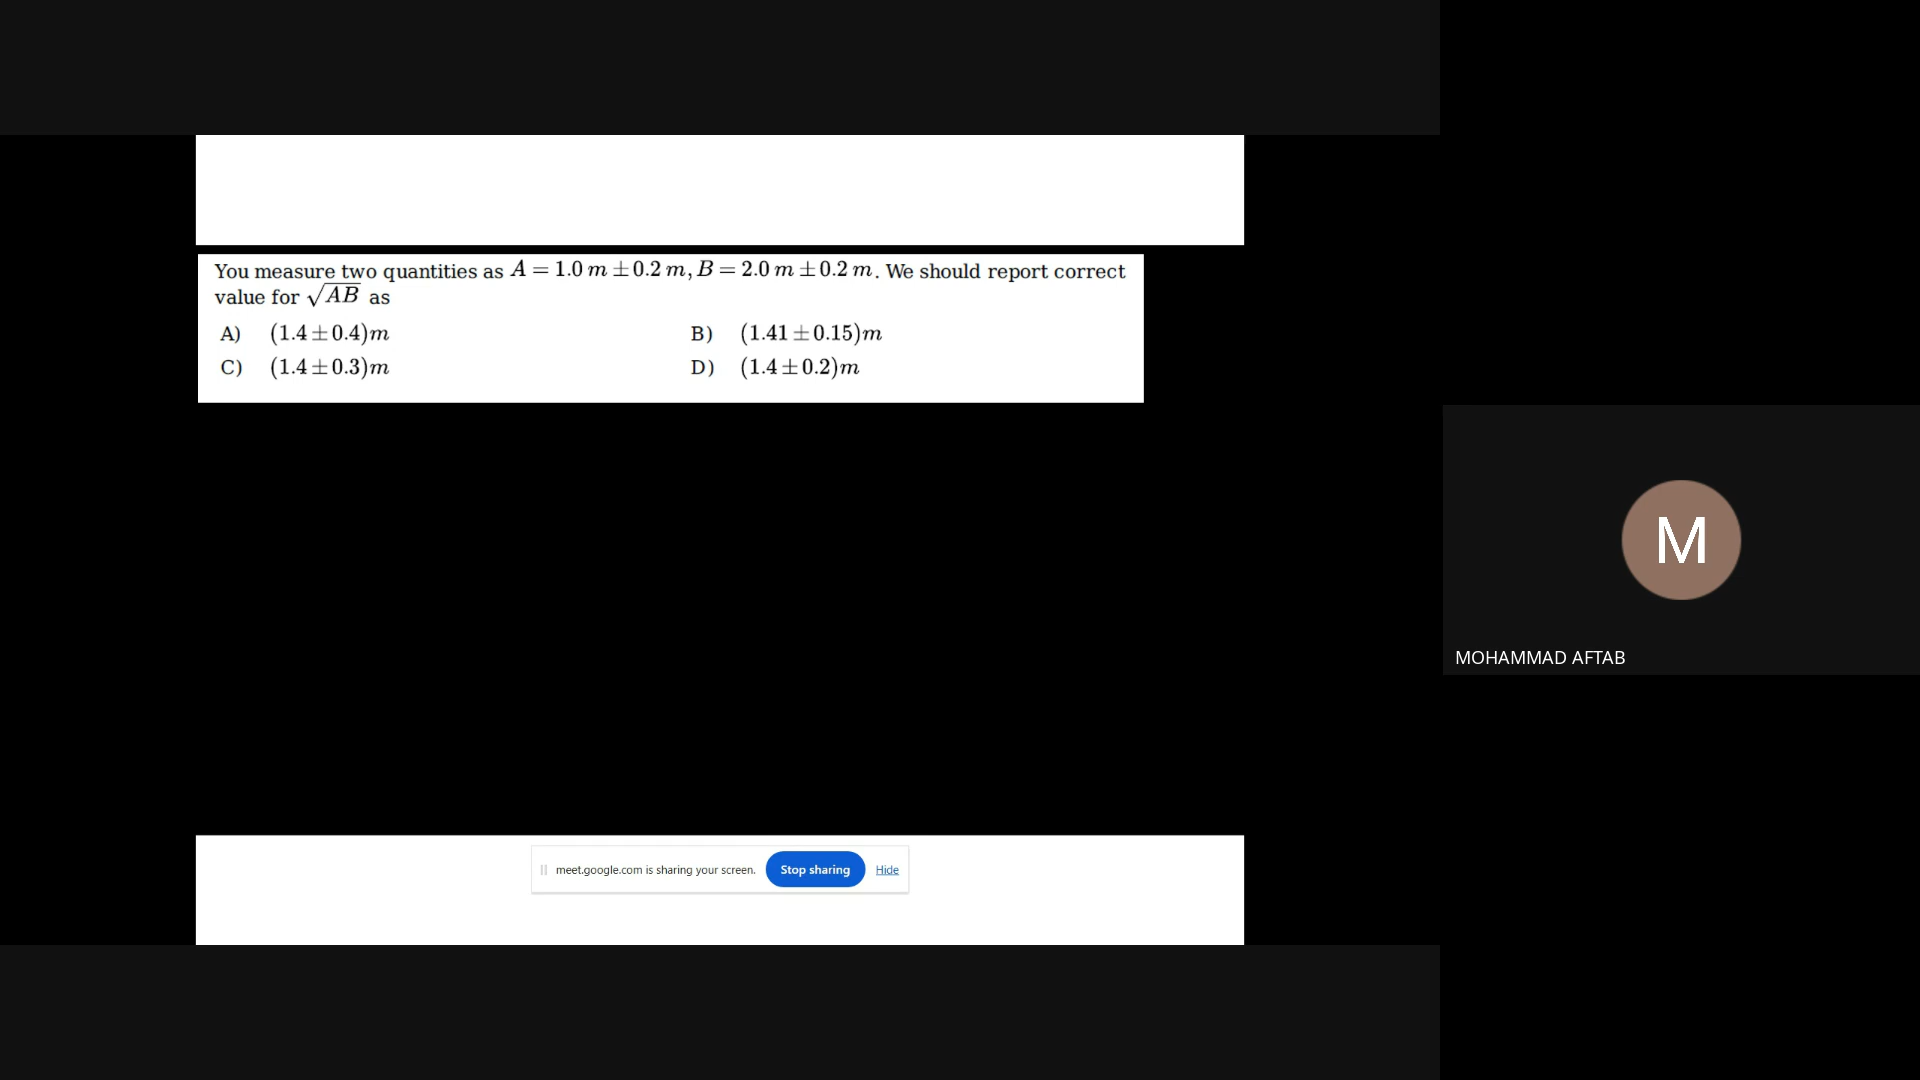 You measure two quantities as A = 1.0 m ± 0.2 m, B = 2.0 m ± 0.2 m. We should report correct
value for √AB as
A) (1.4 ± 0.4)m B) (1.41 ± 0.15)m
C) (1.4 ± 0.3)m D) (1.4 ± 0.2)m
M
MOHAMMAD AFTAB
meet.google.com is sharing your screen. Stop sharing Hide